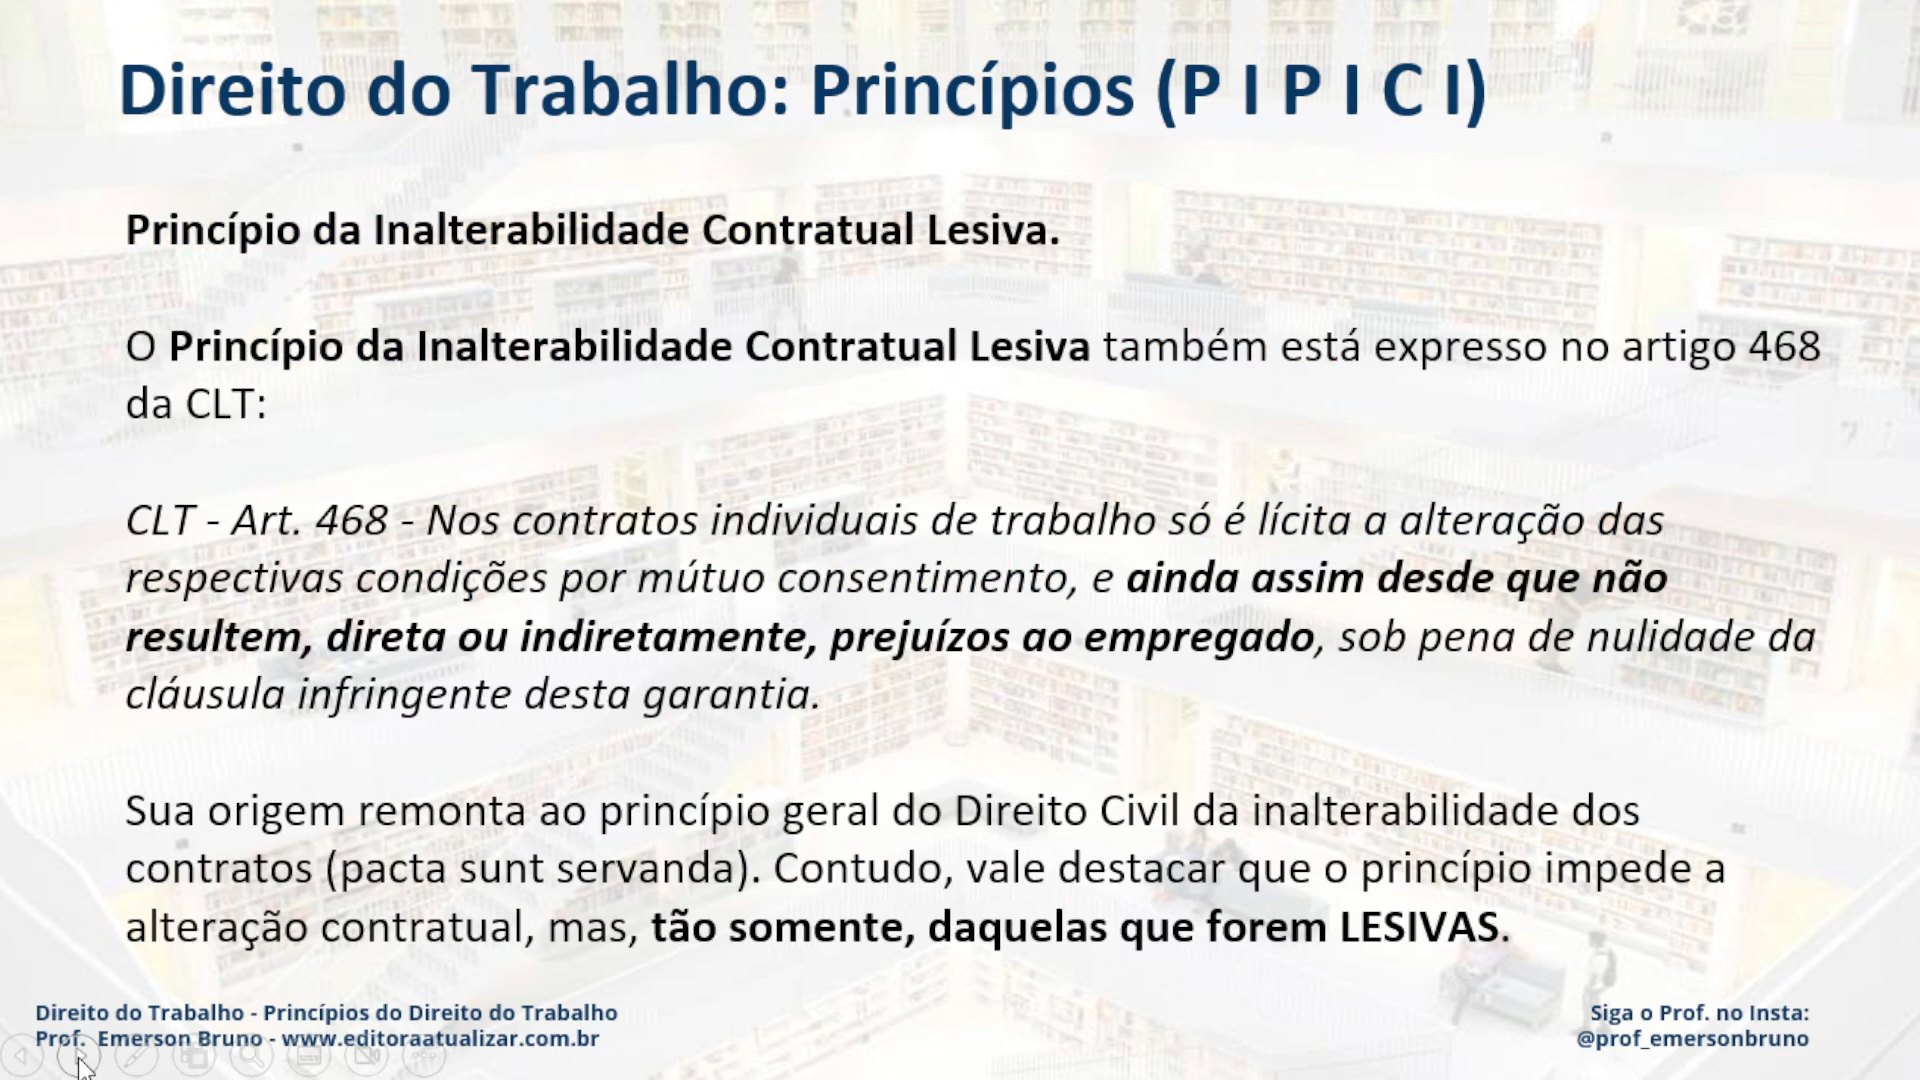 Direito do Trabalho: Princípios (P I P I C I)
Princípio da Inalterabilidade Contratual Lesiva.
O Princípio da Inalterabilidade Contratual Lesiva também está expresso no artigo 468
da CLT:
CLT - Art. 468 - Nos contratos individuais de trabalho só é lícita a alteração das
respectivas condições por mútuo consentimento, e ainda assim desde que não
resultem, direta ou indiretamente, prejuízos ao empregado, sob pena de nulidade da
cláusula infringente desta garantia.
Sua origem remonta ao princípio geral do Direito Civil da inalterabilidade dos
contratos (pacta sunt servanda). Contudo, vale destacar que o princípio impede a
alteração contratual, mas, tão somente, daquelas que forem LESIVAS.
Direito do Trabalho - Princípios do Direito do Trabalho
Prof. Emerson Bruno - www.editoraatualizar.com.br
Siga o Prof. no Insta:
@prof_emersonbruno